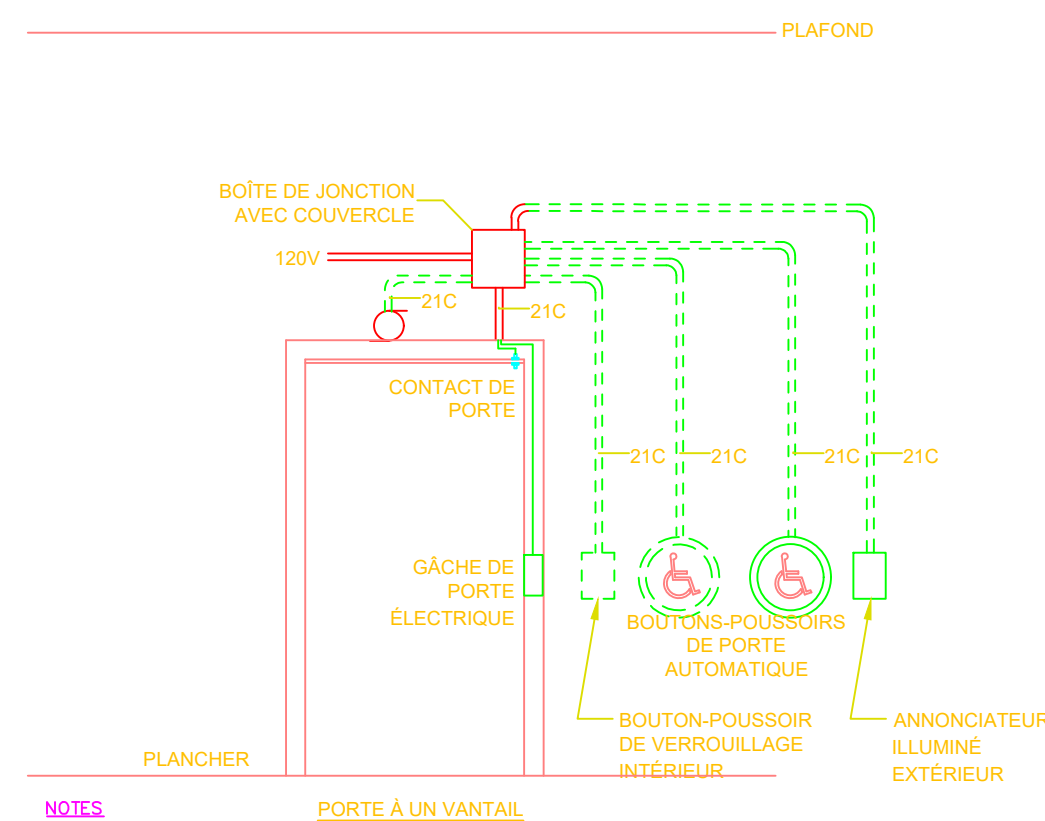 PLAFOND
BOÎTE DE JONCTION
AVEC COUVERCLE
120V
21C
21C
CONTACT DE
PORTE
21C
21C
21C
21C
GÂCHE DE
PORTE
ÉLECTRIQUE
BOUTONS-POUSSOIRS
DE PORTE
AUTOMATIQUE
BOUTON-POUSSOIR
DE VERROUILLAGE
INTÉRIEUR
ANNONCIATEUR
ILLUMINÉ
EXTÉRIEUR
PLANCHER
NOTES
PORTE À UN VANTAIL